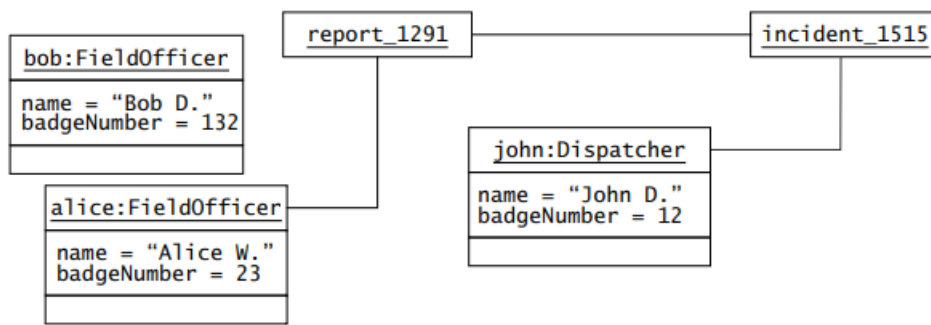 report_1291
incident_1515
bob:FieldOfficer
name = “Bob D.”
badgeNumber = 132
john:Dispatcher
name = “John D.”
badgeNumber = 12
alice:FieldOfficer
name = “Alice W.”
badgeNumber = 23